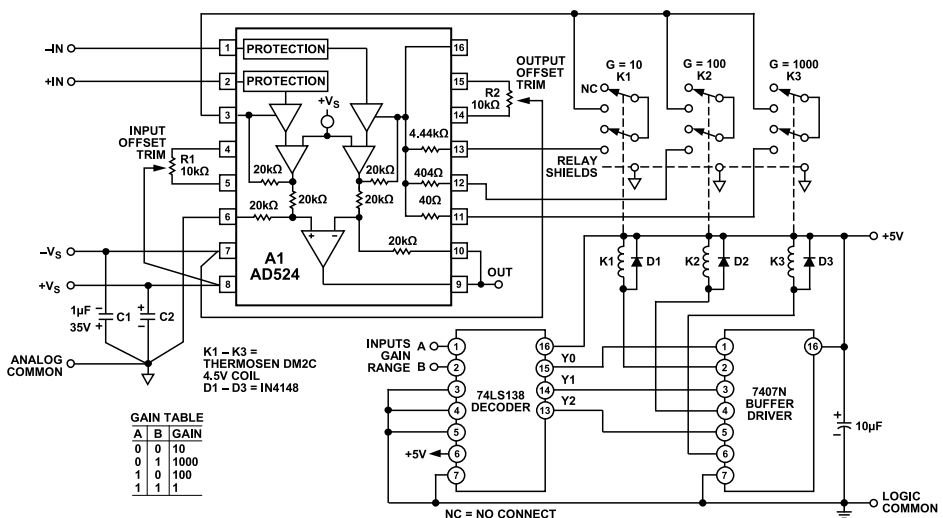 –IN
+IN
1
PROTECTION
2
PROTECTION
+VS
3
INPUT
OFFSET
TRIM
4
R1
10kΩ
5
20kΩ
20kΩ
20kΩ
20kΩ
6
20kΩ
20kΩ
–VS
7
+VS
8
A1
AD524
+
–
16
15
14
13
12
11
10
9
4.44kΩ
404Ω
40Ω
OUT
OUTPUT
OFFSET
TRIM
R2
10kΩ
G = 10
K1
G = 100
K2
G = 1000
K3
NC
RELAY
SHIELDS
+5V
K1
D1
K2
D2
K3
D3
1µF
35V
–
+
C1
+
–
C2
ANALOG
COMMON
K1 – K3 =
THERMOSEN DM2C
4.5V COIL
D1 – D3 = IN4148
GAIN TABLE
A B GAIN
0 0 10
0 1 1000
1 0 100
1 1 1
INPUTS
GAIN
RANGE
A
B
1
2
3
4
5
6
7
+5V
74LS138
DECODER
16
15
14
13
Y0
Y1
Y2
1
2
3
4
5
6
7
16
7407N
BUFFER
DRIVER
+
–
10µF
LOGIC
COMMON
NC = NO CONNECT